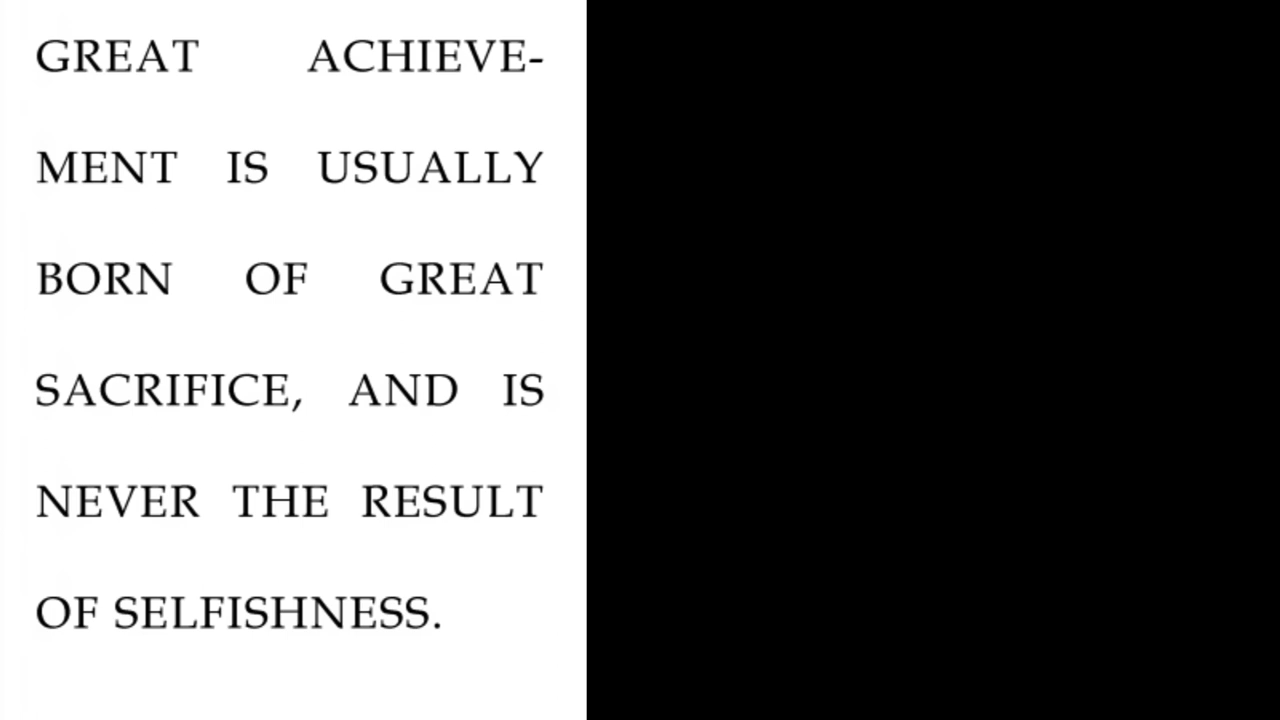 GREAT ACHIEVE-
MENT IS USUALLY
BORN OF GREAT
SACRIFICE, AND IS
NEVER THE RESULT
OF SELFISHNESS.